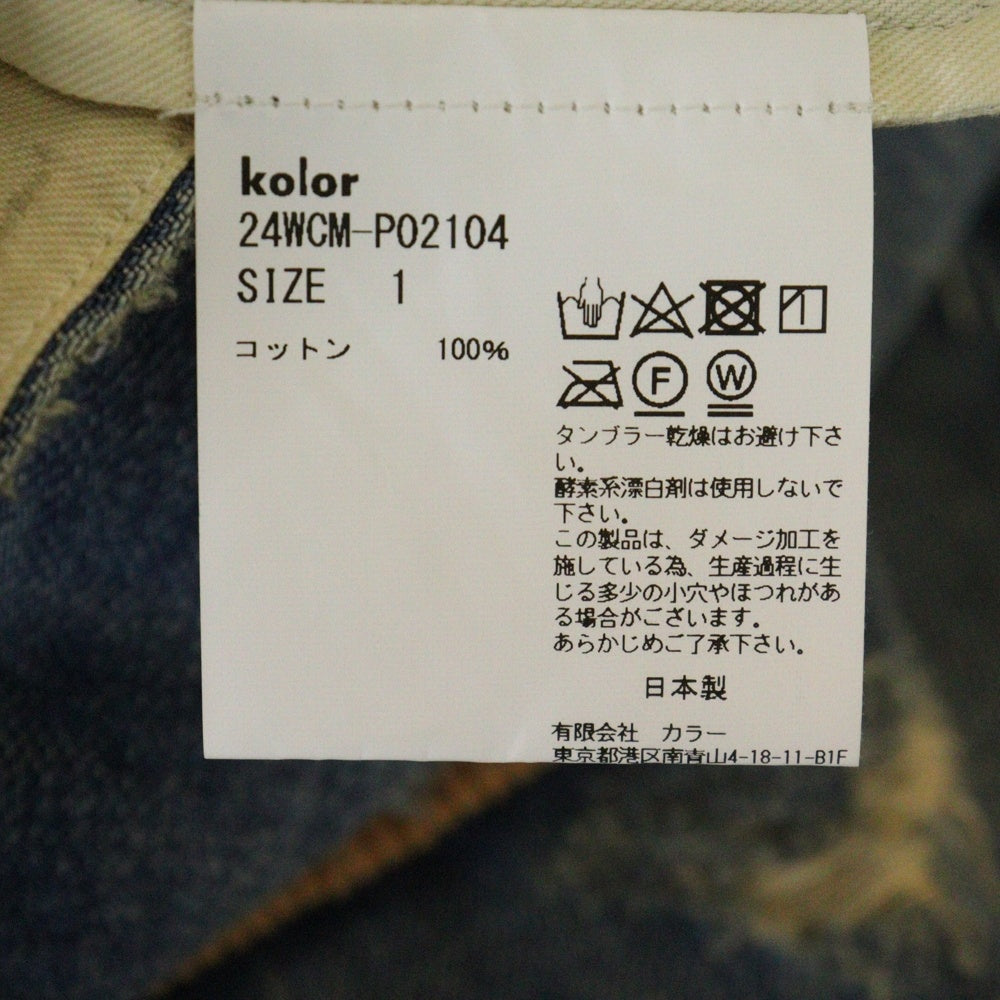 kolor
24WCM-P02104
SIZE 1
コットン 100%
F W
タンブラー乾燥はお避け下さ
い。
酵素系漂白剤は使用しないで
下さい。
この製品は、ダメージ加工を
施している為、生産過程に生
じる多少の小穴やほつれがあ
る場合がございます。
あらかじめご了承下さい。
日本製
有限会社 カラー
東京都港区南青山4-18-11-B1F